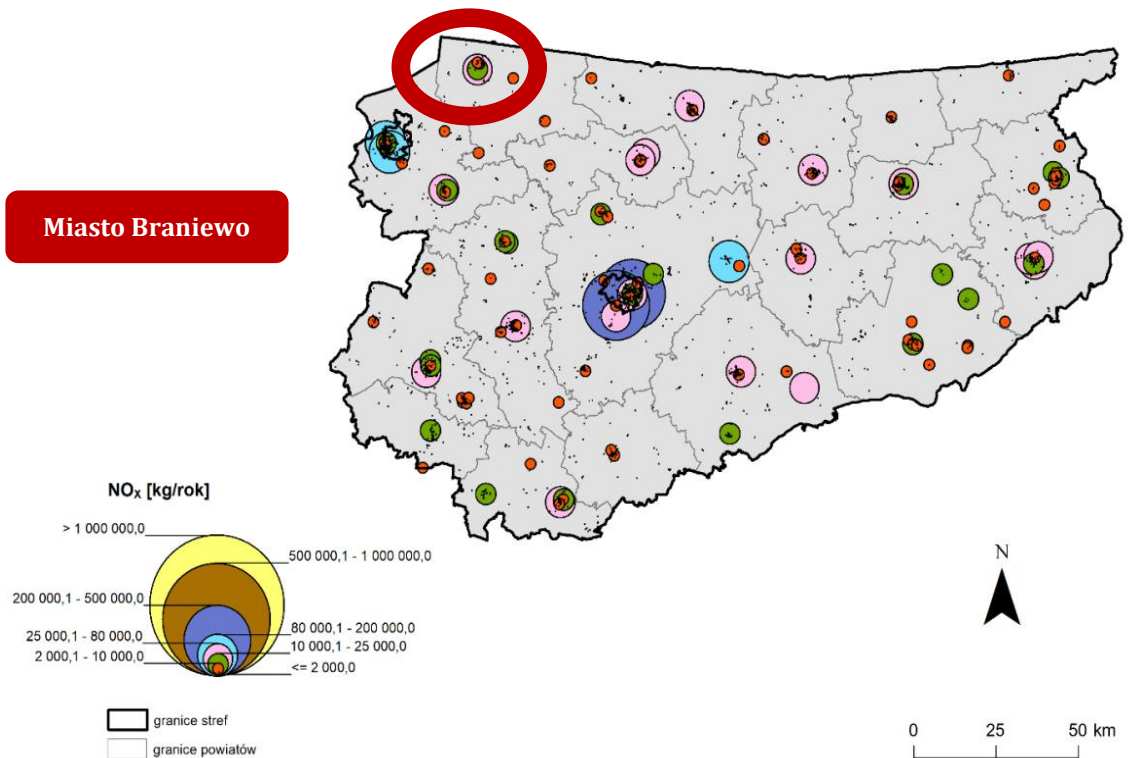 Miasto Braniewo
NOX [kg/rok]
> 1 000 000,0
500 000,1 - 1 000 000,0
200 000,1 - 500 000,0
80 000,1 - 200 000,0
25 000,1 - 80 000,0
10 000,1 - 25 000,0
2 000,1 - 10 000,0
<= 2 000,0
granice stref
granice powiatów
N
0 25 50 km